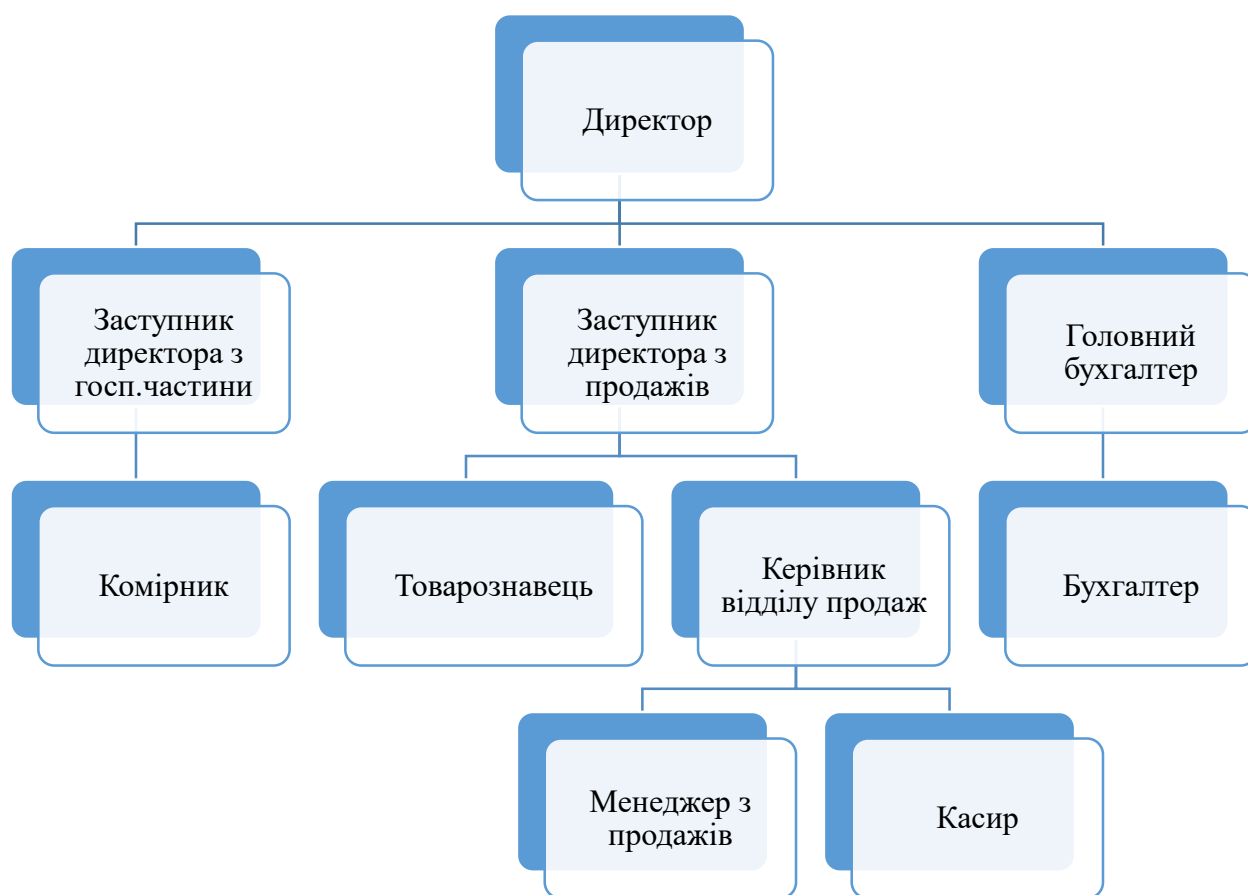 Директор
Заступник
директора з
госп.частини
Заступник
директора з
продажів
Головний
бухгалтер
Комірник
Товарознавець
Керівник
відділу продаж
Бухгалтер
Менеджер з
продажів
Касир